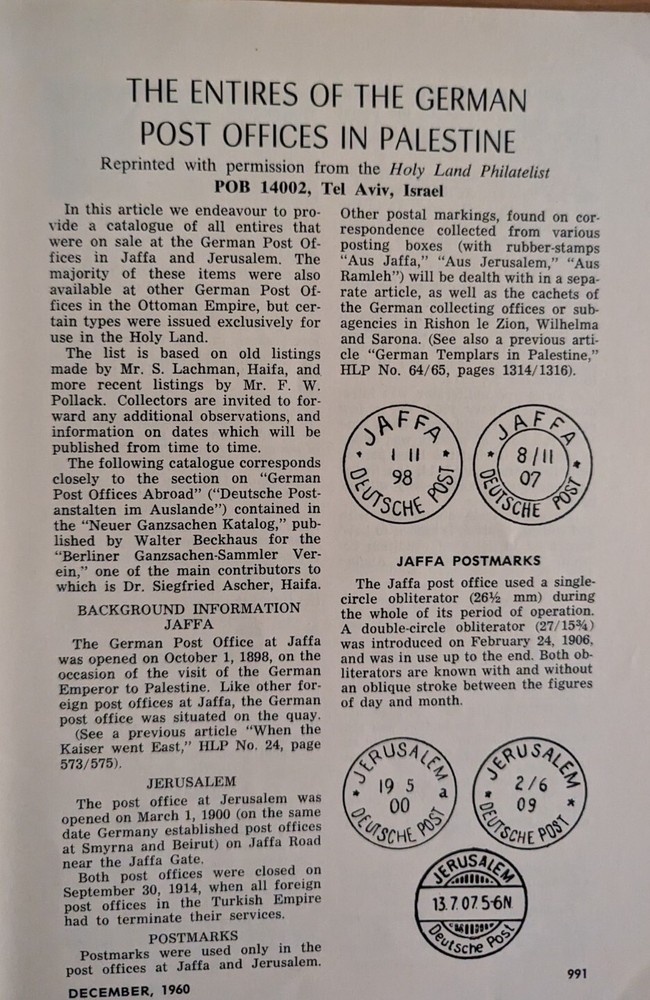 THE ENTIRES OF THE GERMAN
POST OFFICES IN PALESTINE
Reprinted with permission from the Holy Land Philatelist
POB 14002, Tel Aviv, Israel
In this article we endeavour to pro-
vide a catalogue of all entires that
were on sale at the German Post Of-
fices in Jaffa and Jerusalem. The
majority of these items were also
available at other German Post Of-
fices in the Ottoman Empire, but cer-
tain types were issued exclusively for
use in the Holy Land.
The list is based on old listings
made by Mr. S. Lachman, Haifa, and
more recent listings by Mr. F. W.
Pollack. Collectors are invited to for-
ward any additional observations, and
information on dates which will be
published from time to time.
The following catalogue corresponds
closely to the section on "German
Post Offices Abroad" ("Deutsche Post-
anstalten im Auslande") contained in
the "Neuer Ganzsachen Katalog," pub-
lished by Walter Beckhaus for the
"Berliner Ganzsachen-Sammler Ver-
ein," one of the main contributors to
which is Dr. Siegfried Ascher, Haifa.
BACKGROUND INFORMATION
JAFFA
The German Post Office at Jaffa
was opened on October 1, 1898, on the
occasion of the visit of the German
Emperor to Palestine. Like other for-
eign post offices at Jaffa, the German
post office was situated on the quay.
(See a previous article "When the
Kaiser went East," HLP No. 24, page
573/575).
JERUSALEM
The post office at Jerusalem was
opened on March 1, 1900 (on the same
date Germany established post offices
at Smyrna and Beirut) on Jaffa Road
near the Jaffa Gate.
Both post offices were closed on
September 30, 1914, when all foreign
post offices in the Turkish Empire
had to terminate their services.
POSTMARKS
Postmarks were used only in the
post offices at Jaffa and Jerusalem.
DECEMBER, 1960
Other postal markings, found on cor-
respondence collected from various
posting boxes (with rubber-stamps
"Aus Jaffa," "Aus Jerusalem," "Aus
Ramleh") will be dealth with in a sepa-
rate article, as well as the cachets of
the German collecting offices or sub-
agencies in Rishon le Zion, Wilhelma
and Sarona. (See also a previous arti-
cle "German Templars in Palestine,"
HLP No. 64/65, pages 1314/1316).
JAFFA
1 11
98
DEUTSCHE POST
JAFFA
8/11
07
DEUTSCHE POST
JAFFA POSTMARKS
The Jaffa post office used a single-
circle obliterator (26½ mm) during
the whole of its period of operation.
A double-circle obliterator (27/15¾)
was introduced on February 24, 1906,
and was in use up to the end. Both ob-
literators are known with and without
an oblique stroke between the figures
of day and month.
JERUSALEM
19 5 a
00
DEUTSCHE POST
JERUSALEM
2/6
09
DEUTSCHE POST
JERUSALEM
13.7.07.5-6N
Deutsche Post
991